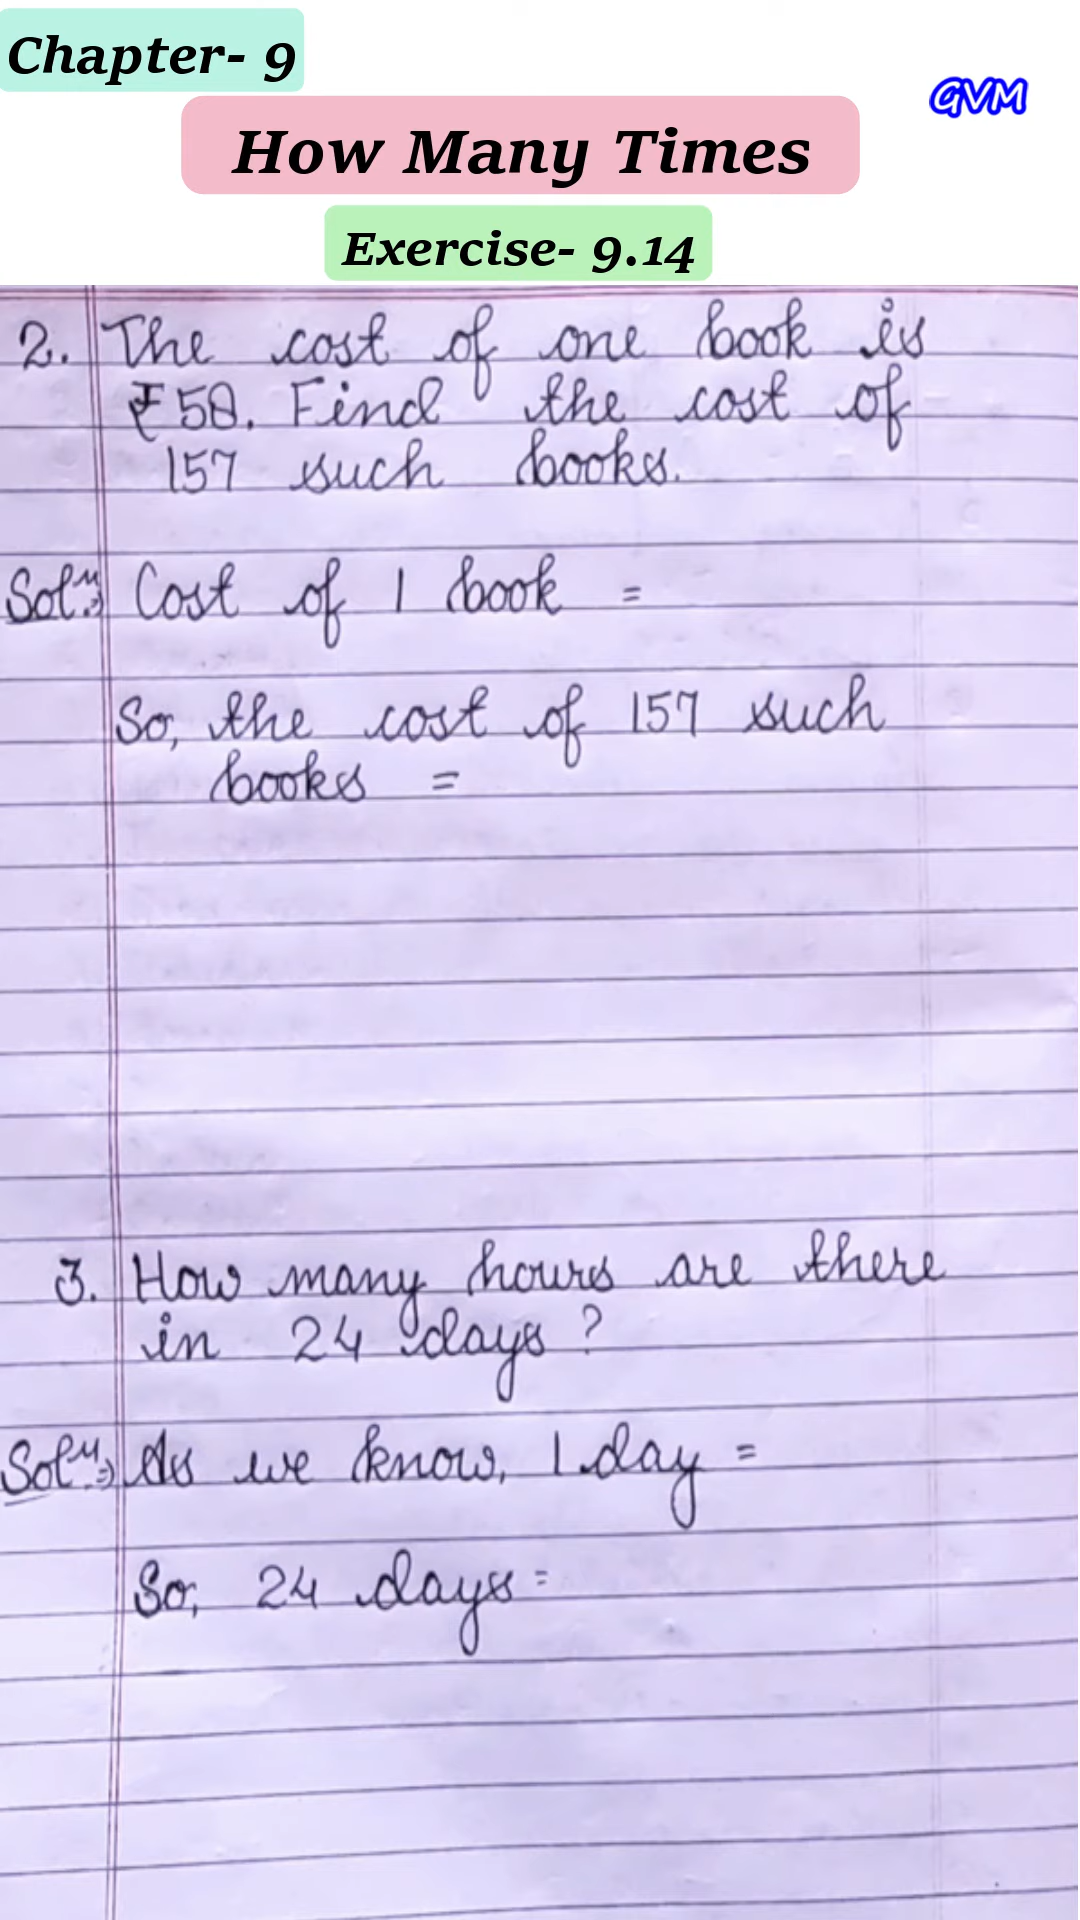 Chapter- 9
GVM
How Many Times
Exercise- 9.14
2. The cost of one book is
₹58. Find the cost of
157 such books.
Solⁿ:⇒ Cost of 1 book =
So, the cost of 157 such
books =
3. How many hours are there
in 24 days?
Solⁿ:⇒ As we know, 1 day =
So, 24 days =